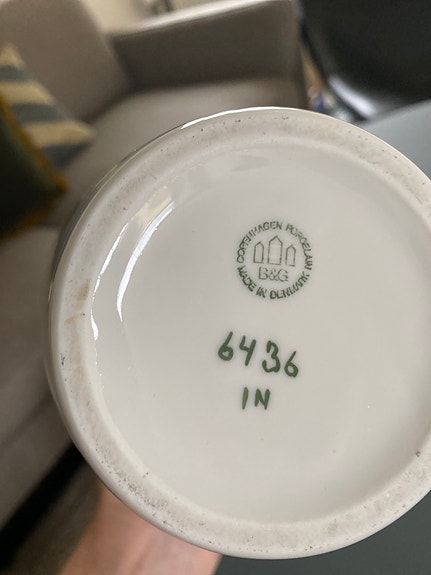 COPENHAGEN PORCELAIN
B&G
MADE IN DENMARK
6436
IN